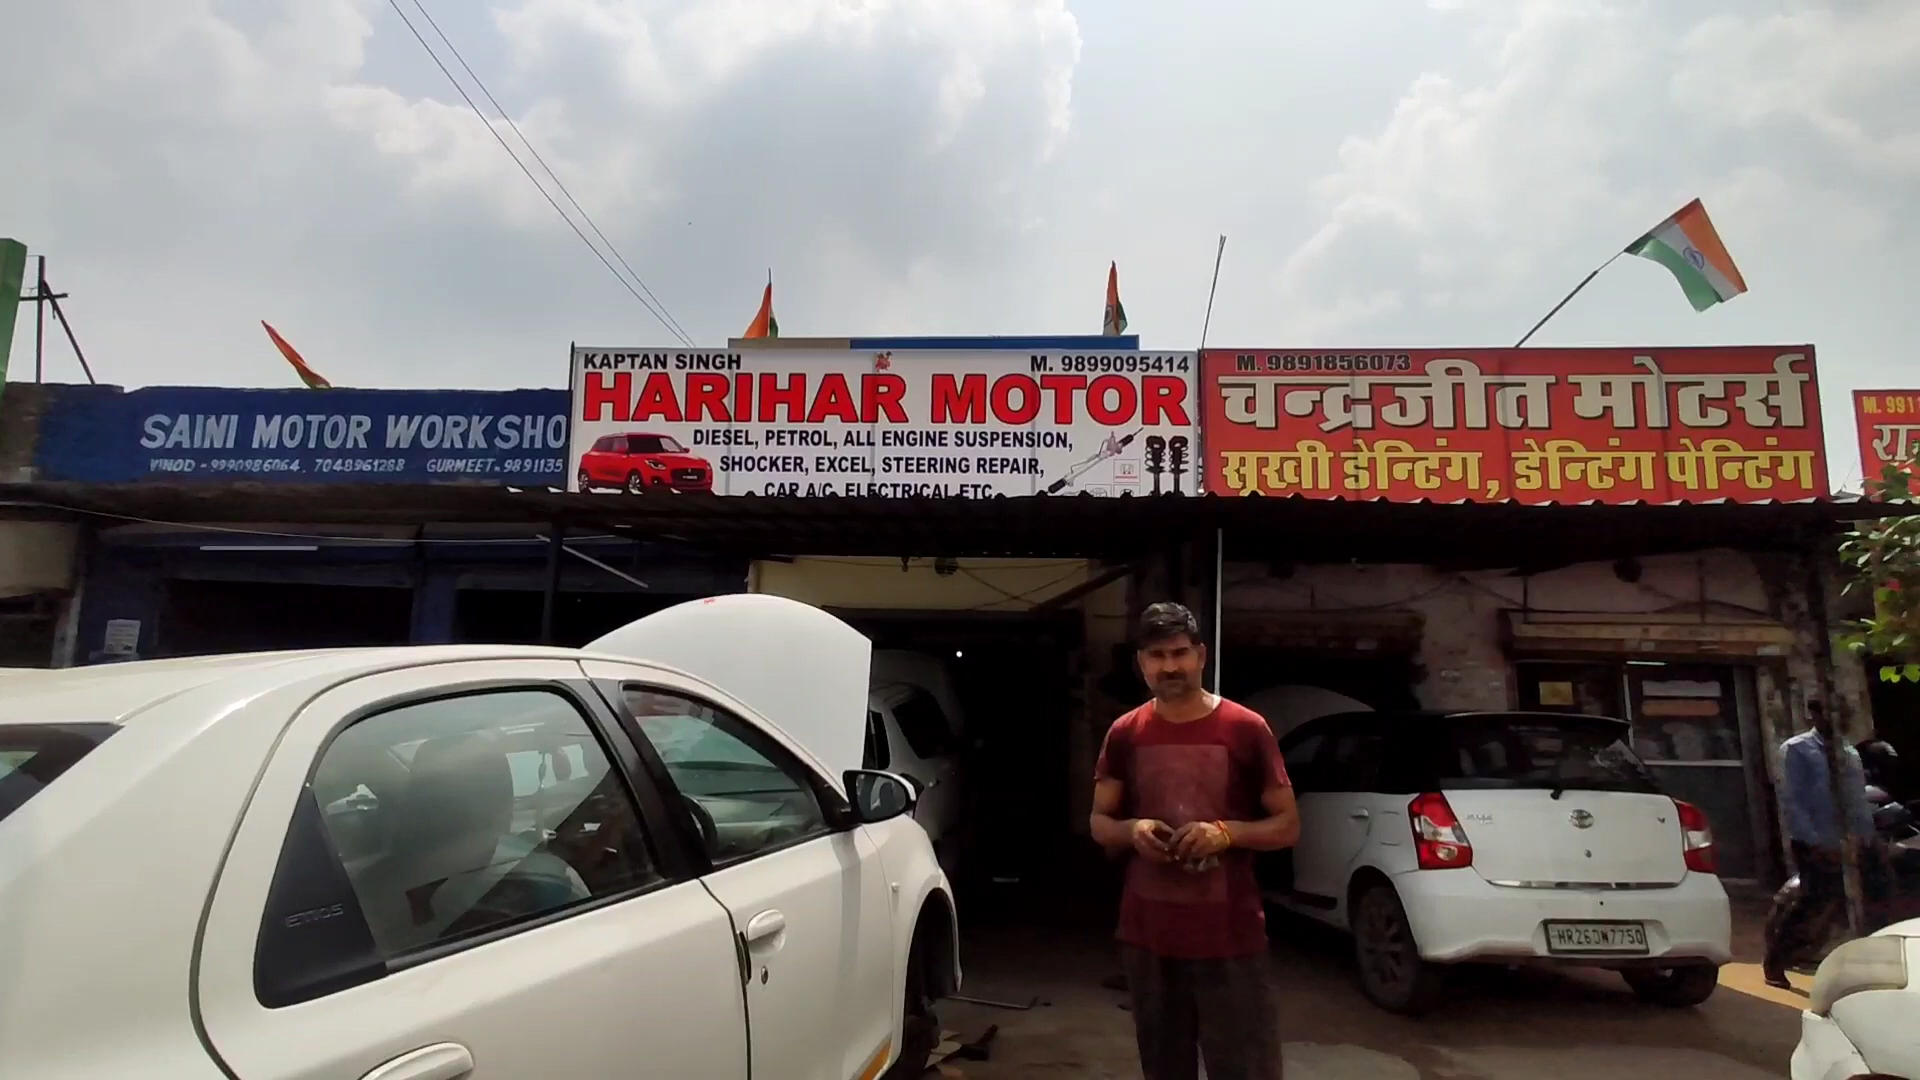 SAINI MOTOR WORKSHO
VINOD - 9990986064, 7048961288 GURMEET - 9891135
KAPTAN SINGH M. 9899095414
HARIHAR MOTOR
DIESEL, PETROL, ALL ENGINE SUSPENSION,
SHOCKER, EXCEL, STEERING REPAIR,
CAR A/C, ELECTRICAL ETC.
M. 9891856073
चन्द्रजीत मोटर्स
सूखी डेन्टिंग, डेन्टिंग पेन्टिंग
M. 991
ETIOS
HR26DW7750